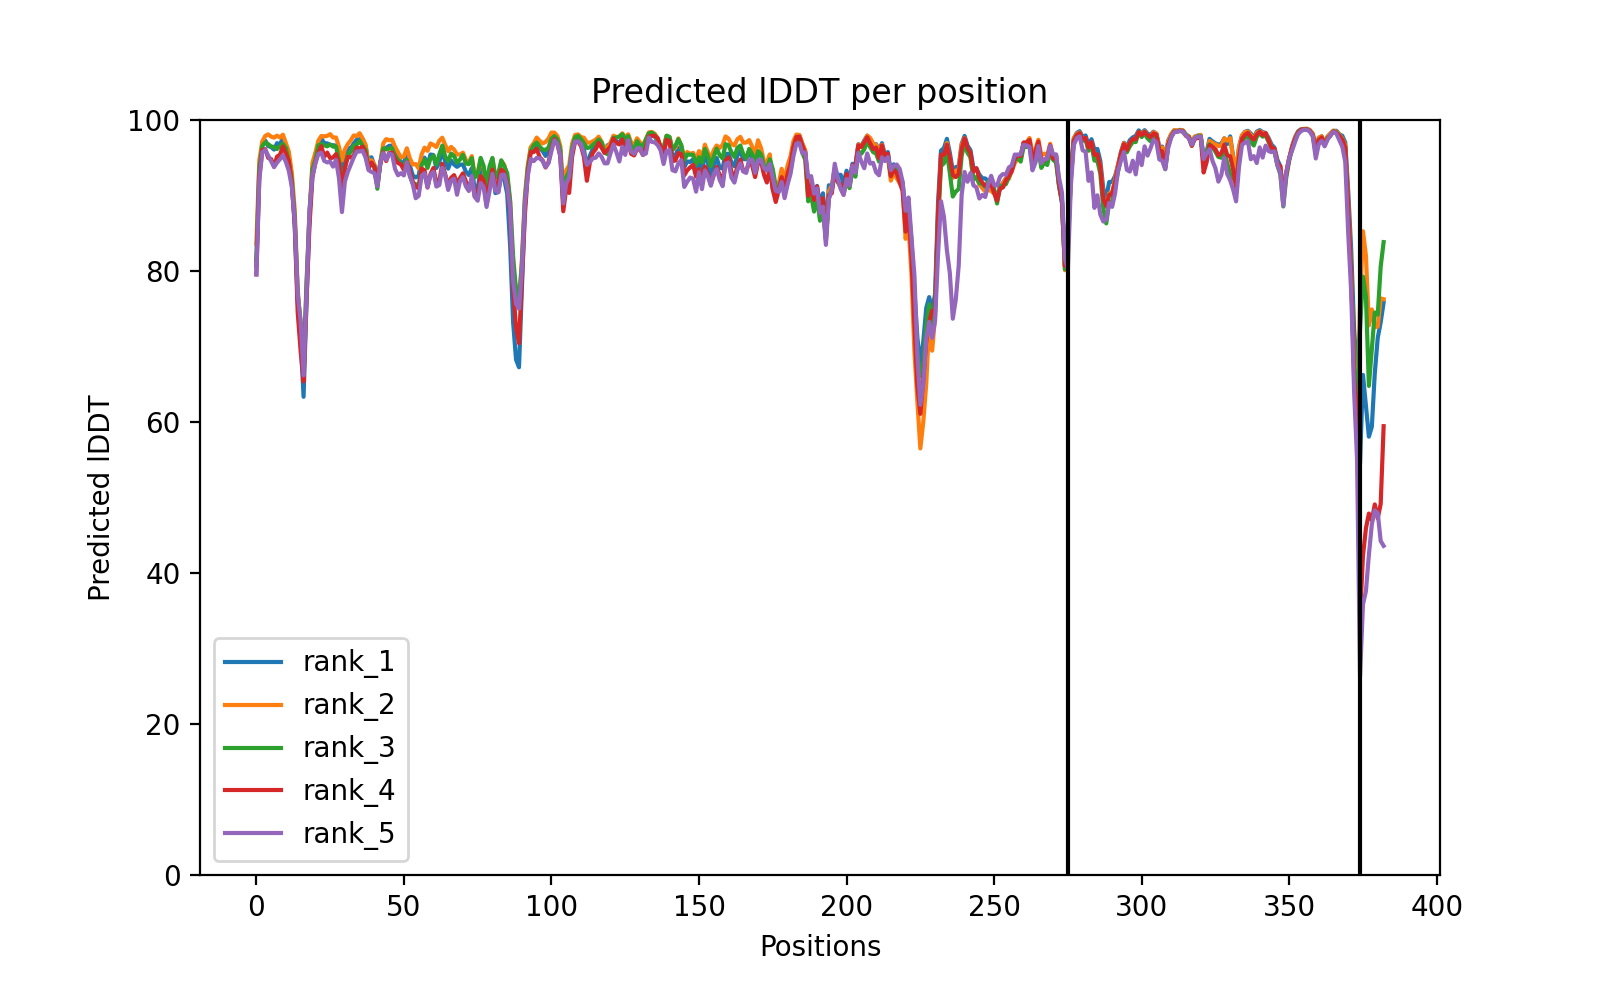 Predicted lDDT per position
100
80
60
40
20
0
Predicted lDDT
rank_1
rank_2
rank_3
rank_4
rank_5
0 50 100 150 200 250 300 350 400
Positions